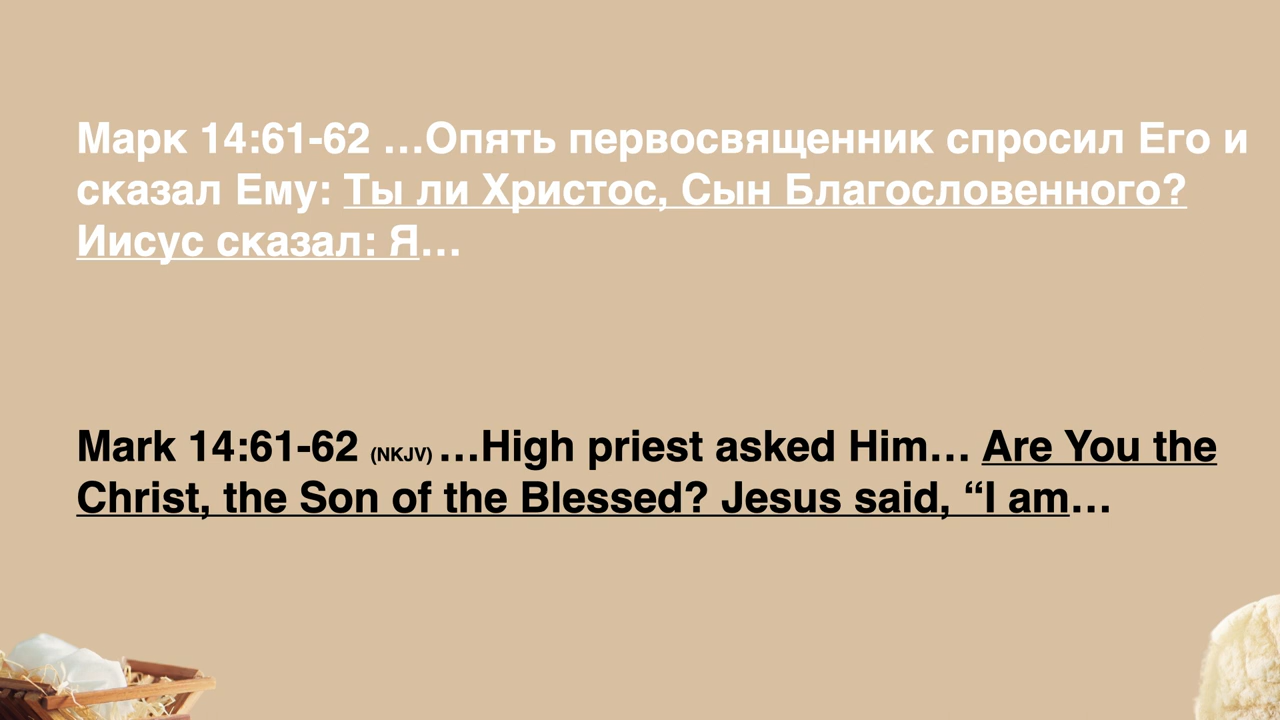 Марк 14:61-62 …Опять первосвященник спросил Его и
сказал Ему: Ты ли Христос, Сын Благословенного?
Иисус сказал: Я…
Mark 14:61-62 (NKJV) …High priest asked Him… Are You the
Christ, the Son of the Blessed? Jesus said, “I am…